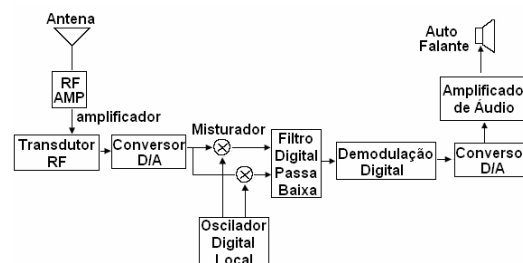 Antena
RF
AMP
amplificador
Transdutor
RF
Conversor
D/A
Misturador
Oscilador
Digital
Local
Filtro
Digital
Passa
Baixa
Demodulação
Digital
Conversor
D/A
Amplificador
de Áudio
Auto
Falante